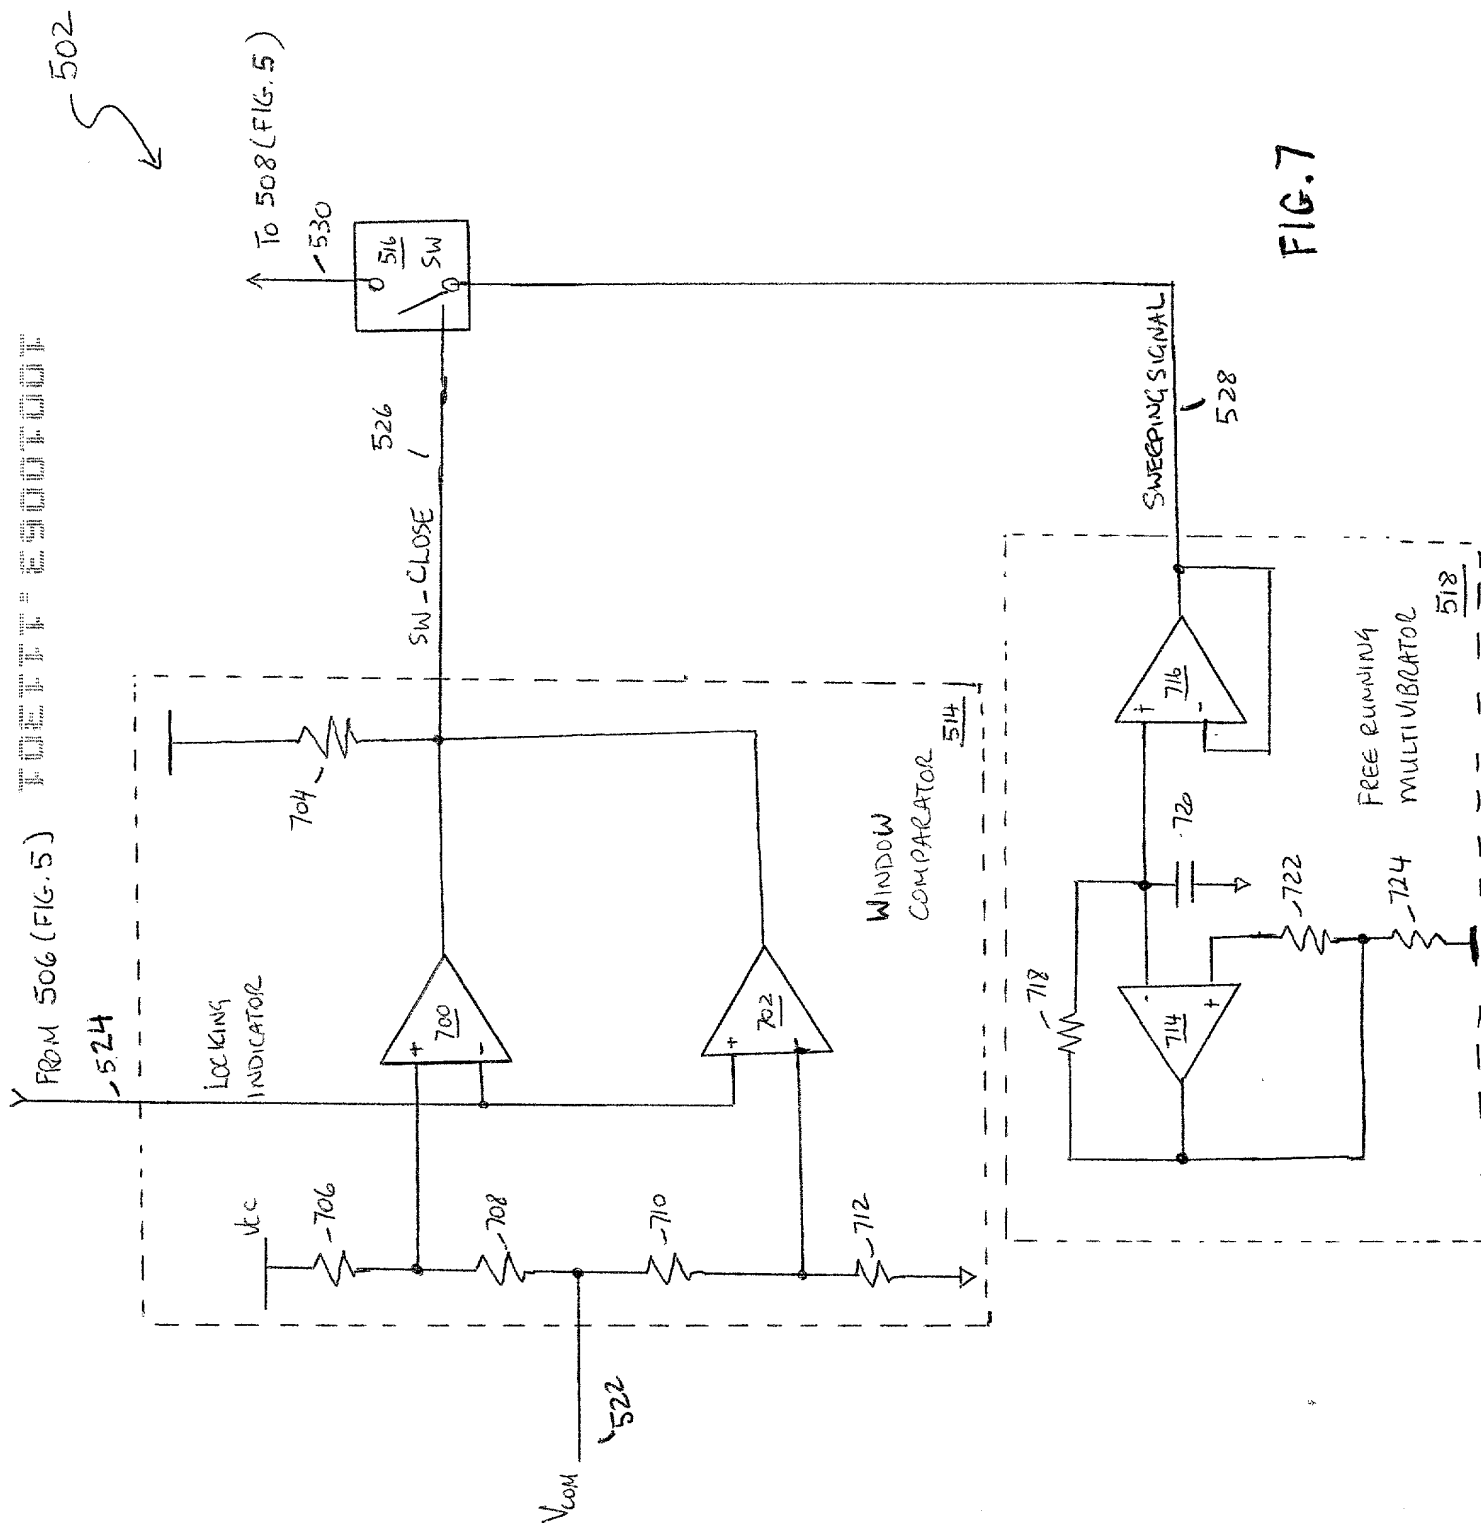 502
FROM 506 (FIG. 5)
524
To 508 (FIG. 5)
530
516
SW
SW-CLOSE
526
LOCKING
INDICATOR
704
Vcc
706
708
710
712
+
-
700
+
-
702
VCOM
522
WINDOW
COMPARATOR
514
SWEEPING SIGNAL
528
718
-
+
714
720
722
724
+
-
716
FREE RUNNING
MULTIVIBRATOR
518
FIG. 7